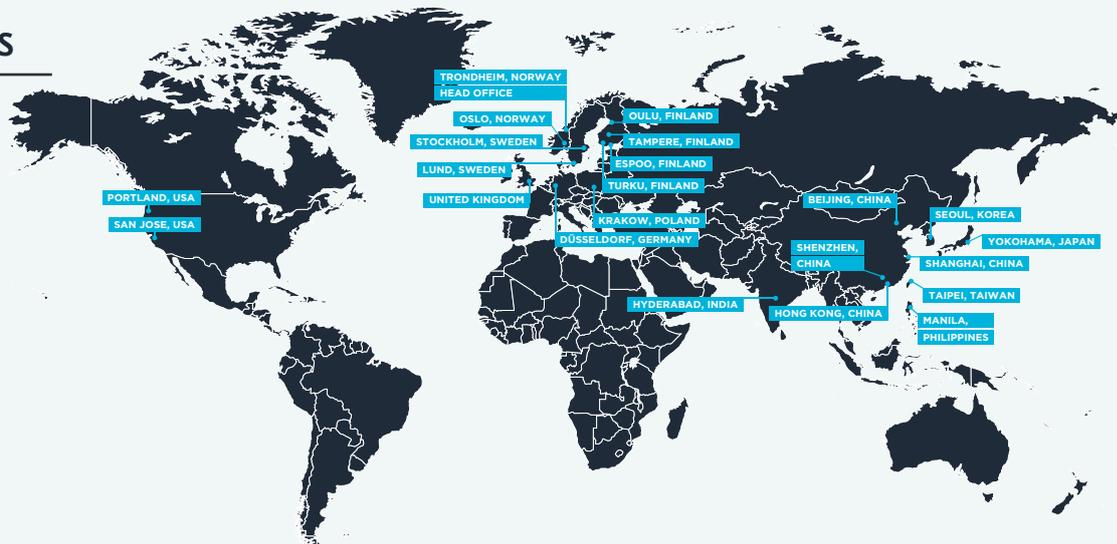 S
TRONDHEIM, NORWAY
HEAD OFFICE
OSLO, NORWAY
OULU, FINLAND
STOCKHOLM, SWEDEN
TAMPERE, FINLAND
LUND, SWEDEN
ESPOO, FINLAND
TURKU, FINLAND
UNITED KINGDOM
KRAKOW, POLAND
DÜSSELDORF, GERMANY
PORTLAND, USA
SAN JOSE, USA
BEIJING, CHINA
SEOUL, KOREA
YOKOHAMA, JAPAN
SHENZHEN,
CHINA
SHANGHAI, CHINA
TAIPEI, TAIWAN
HYDERABAD, INDIA
HONG KONG, CHINA
MANILA,
PHILIPPINES